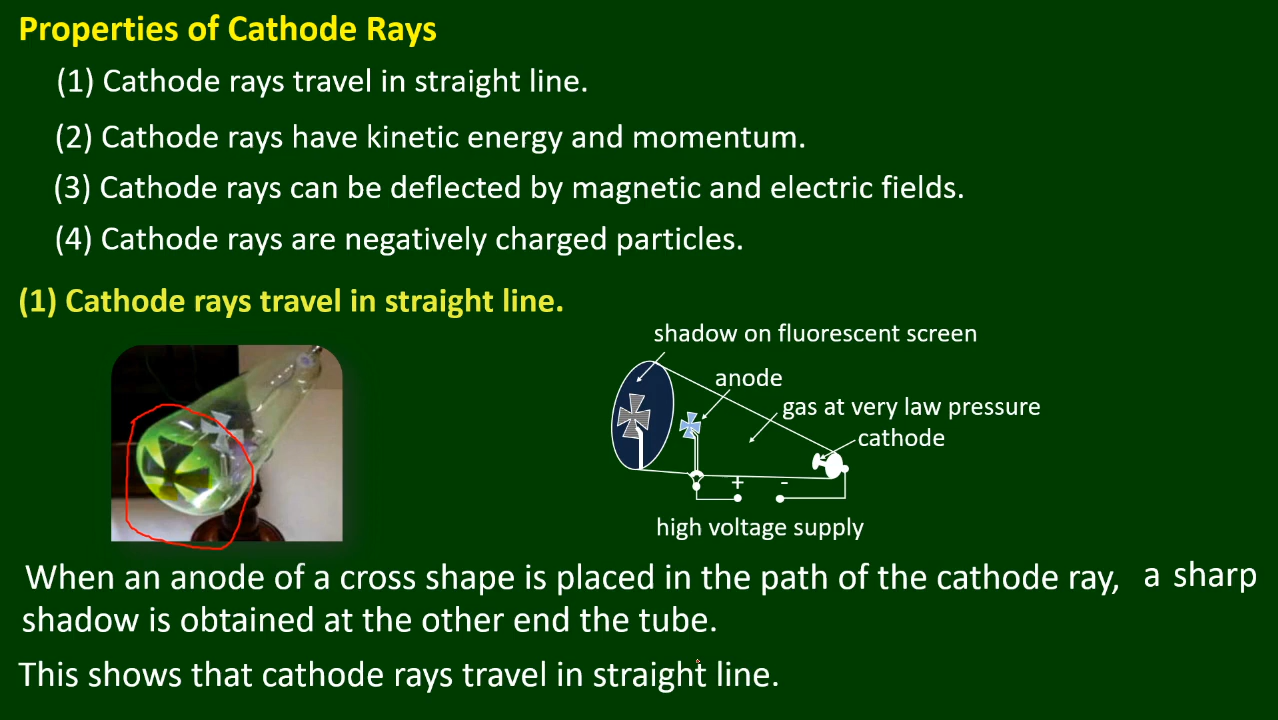 Properties of Cathode Rays
(1) Cathode rays travel in straight line.
(2) Cathode rays have kinetic energy and momentum.
(3) Cathode rays can be deflected by magnetic and electric fields.
(4) Cathode rays are negatively charged particles.
(1) Cathode rays travel in straight line.
shadow on fluorescent screen
anode
gas at very law pressure
cathode
+ -
high voltage supply
When an anode of a cross shape is placed in the path of the cathode ray, a sharp
shadow is obtained at the other end the tube.
This shows that cathode rays travel in straight line.